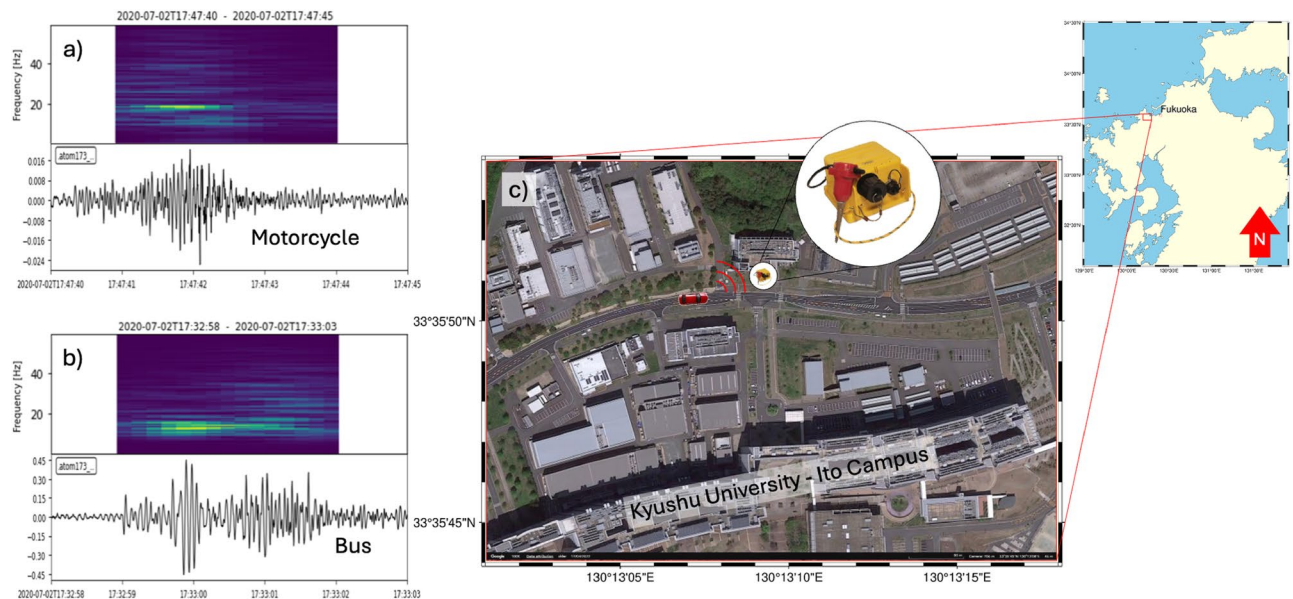 2020-07-02T17:47:40 - 2020-07-02T17:47:45
a)
Frequency [Hz]
40
20
atom173_..
0.016
0.008
0.000
-0.008
-0.016
-0.024
Motorcycle
2020-07-02T17:47:40 17:47:41 17:47:42 17:47:43 17:47:44 17:47:45
2020-07-02T17:32:58 - 2020-07-02T17:33:03
b)
Frequency [Hz]
40
20
atom173_..
0.45
0.30
0.15
0.00
-0.15
-0.30
-0.45
Bus
2020-07-02T17:32:58 17:32:59 17:33:00 17:33:01 17:33:02 17:33:03
c)
33°35'50"N
33°35'45"N
Kyushu University - Ito Campus
Google
130°13'05"E 130°13'10"E 130°13'15"E
Fukuoka
N